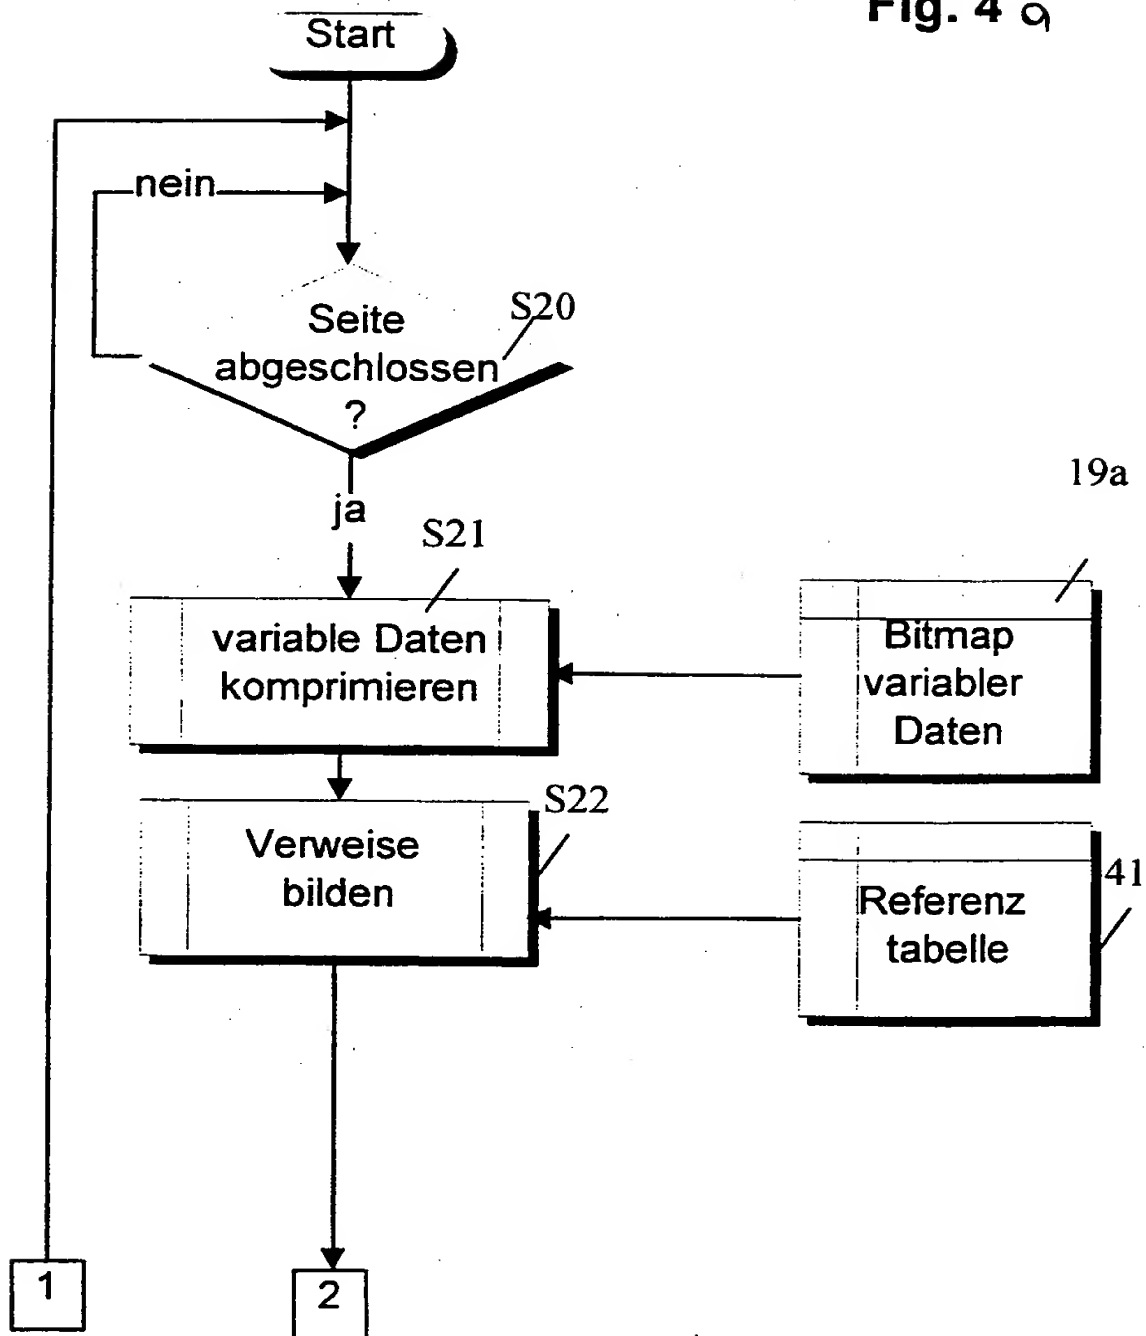 Fig. 4 a
Start
nein
Seite
abgeschlossen
?
S20
ja
S21
19a
variable Daten
komprimieren
Bitmap
variabler
Daten
S22
Verweise
bilden
41
Referenz
tabelle
1
2